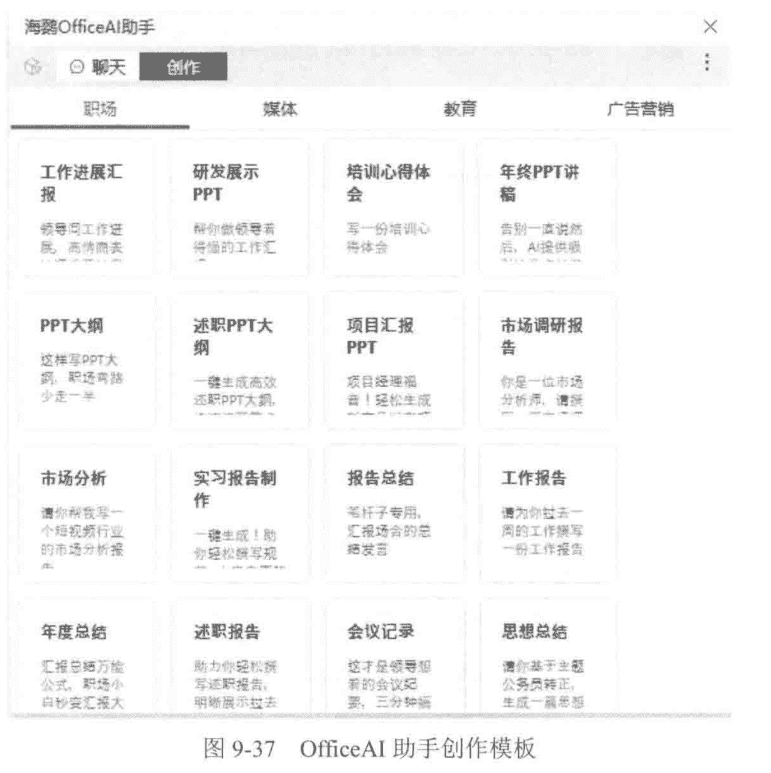 海鹦OfficeAI助手
聊天 创作
职场 媒体 教育 广告营销
工作进展汇
报
领导问工作进
展，高情商表
研发展示
PPT
帮你做领导看
得懂的工作汇
培训心得体
会
写一份培训心
得体会
年终PPT讲
稿
告别一直说然
后，AI提供级
PPT大纲
这样写PPT大
纲，职场弯路
少走一半
述职PPT大
纲
一键生成高效
述职PPT大纲，
项目汇报
PPT
项目经理福
音！轻松生成
市场调研报
告
你是一位市场
分析师，请撰
市场分析
请你帮我写一
个短视频行业
的市场分析报
告
实习报告制
作
一键生成！助
你轻松撰写规
报告总结
笔杆子专用，
汇报场合的总
结发言
工作报告
请为你过去一
周的工作撰写
一份工作报告
年度总结
汇报总结万能
公式，职场小
白秒变汇报大
述职报告
助力你轻松撰
写述职报告，
明晰展示过去
会议记录
这才是领导想
看的会议纪
要，三分钟搞
思想总结
请你基于主题
公务员转正，
生成一篇思想
图 9-37 OfficeAI 助手创作模板